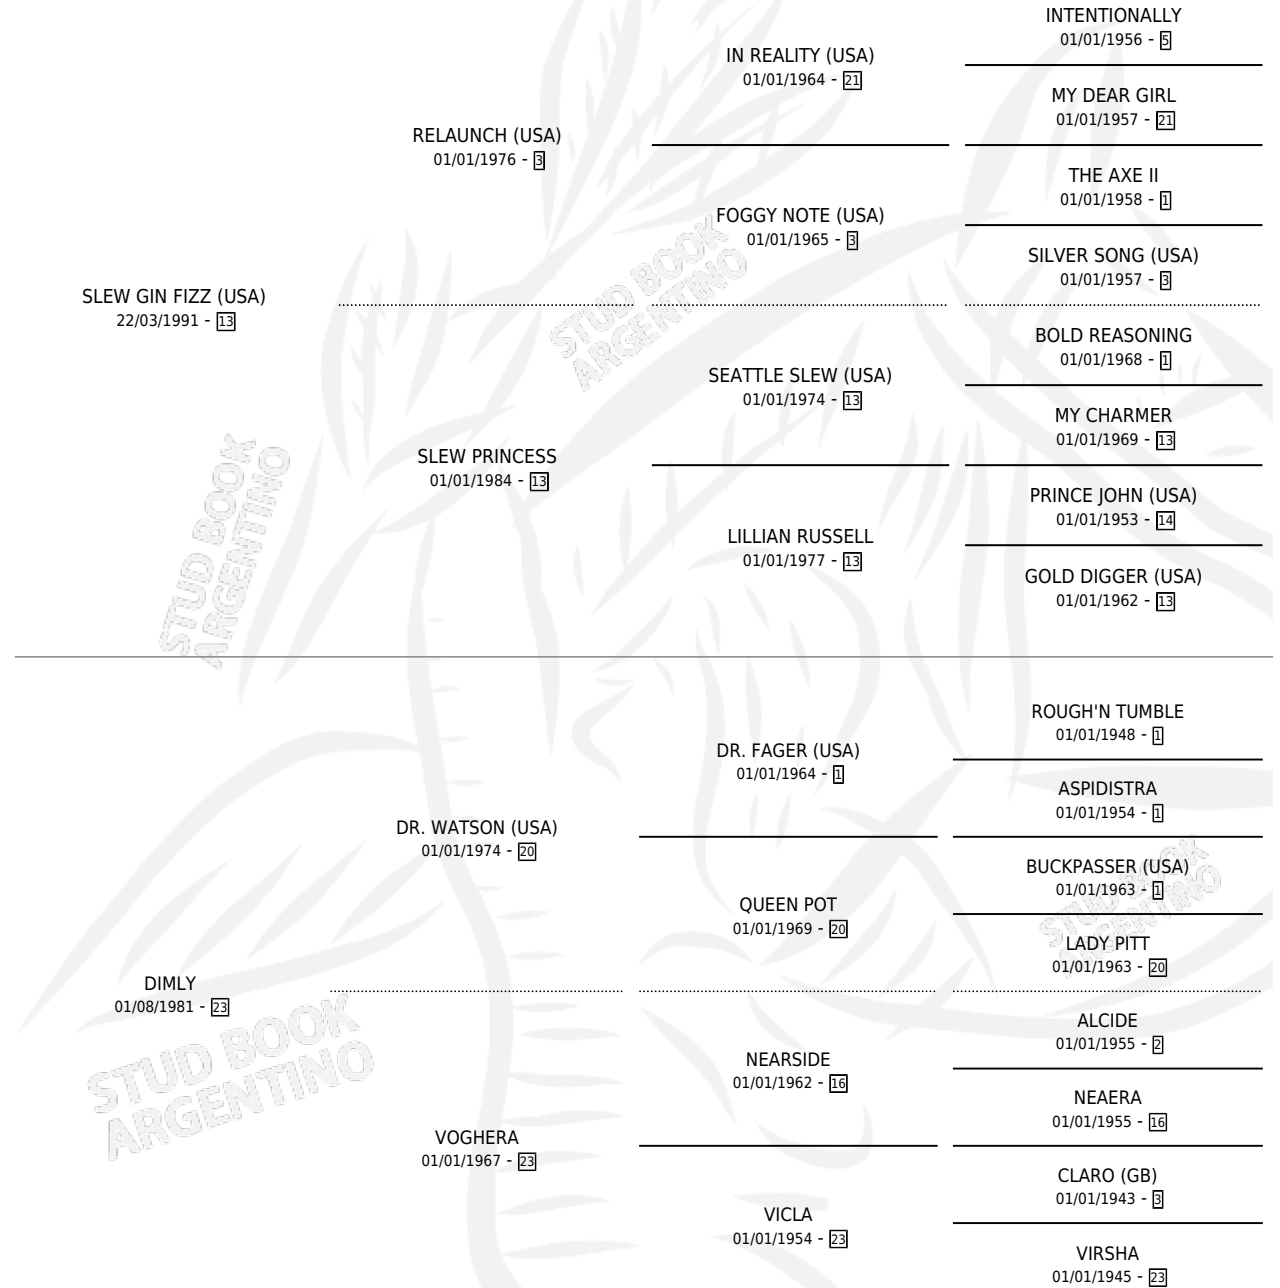 INTENTIONALLY
01/01/1956 - 5
IN REALITY (USA)
01/01/1964 - 21
MY DEAR GIRL
01/01/1957 - 21
RELAUNCH (USA)
01/01/1976 - 3
THE AXE II
01/01/1958 - 1
FOGGY NOTE (USA)
01/01/1965 - 3
SILVER SONG (USA)
01/01/1957 - 3
SLEW GIN FIZZ (USA)
22/03/1991 - 13
BOLD REASONING
01/01/1968 - 1
SEATTLE SLEW (USA)
01/01/1974 - 13
MY CHARMER
01/01/1969 - 13
SLEW PRINCESS
01/01/1984 - 13
PRINCE JOHN (USA)
01/01/1953 - 14
LILLIAN RUSSELL
01/01/1977 - 13
GOLD DIGGER (USA)
01/01/1962 - 13
ROUGH'N TUMBLE
01/01/1948 - 1
DR. FAGER (USA)
01/01/1964 - 1
ASPIDISTRA
01/01/1954 - 1
DR. WATSON (USA)
01/01/1974 - 20
BUCKPASSER (USA)
01/01/1963 - 1
QUEEN POT
01/01/1969 - 20
LADY PITT
01/01/1963 - 20
DIMLY
01/08/1981 - 23
ALCIDE
01/01/1955 - 2
NEARSIDE
01/01/1962 - 16
NEAERA
01/01/1955 - 16
VOGHERA
01/01/1967 - 23
CLARO (GB)
01/01/1943 - 3
VICLA
01/01/1954 - 23
VIRSHA
01/01/1945 - 23
STUD BOOK
ARGENTINO
STUD BOOK
ARGENTINO
STUD BOOK
ARGENTINO
STUD BOOK
ARGENTINO